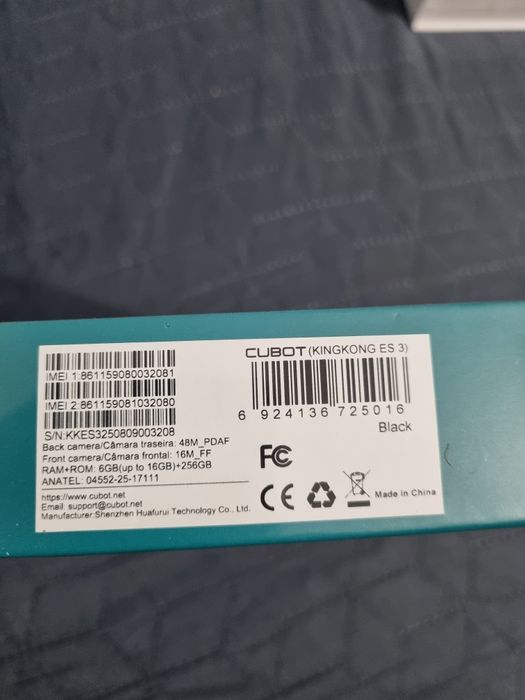 IMEI 1:861159080032081
IMEI 2:861159081032080
S/N:KKES3250809003208
Back camera/Câmara traseira: 48M_PDAF
Front camera/Câmara frontal: 16M_FF
RAM+ROM: 6GB(up to 16GB)+256GB
ANATEL: 04552-25-17111
https://www.cubot.net
Email: support@cubot.net
Manufacturer:Shenzhen Huafurui Technology Co., Ltd.
CUBOT (KINGKONG ES 3)
6 924136 725016
Black
FC
CE
Made in China